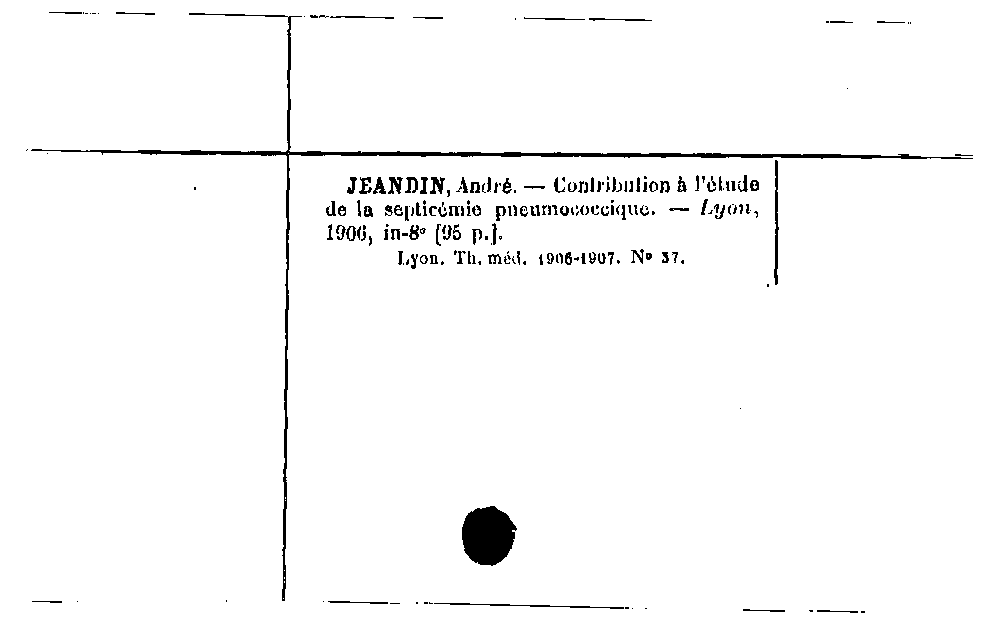 JEANDIN, André. — Contribution à l'étude
de la septicémie pneumococcique. — Lyon,
1906, in-8° [95 p.].
Lyon. Th. méd. 1906-1907. N° 37.